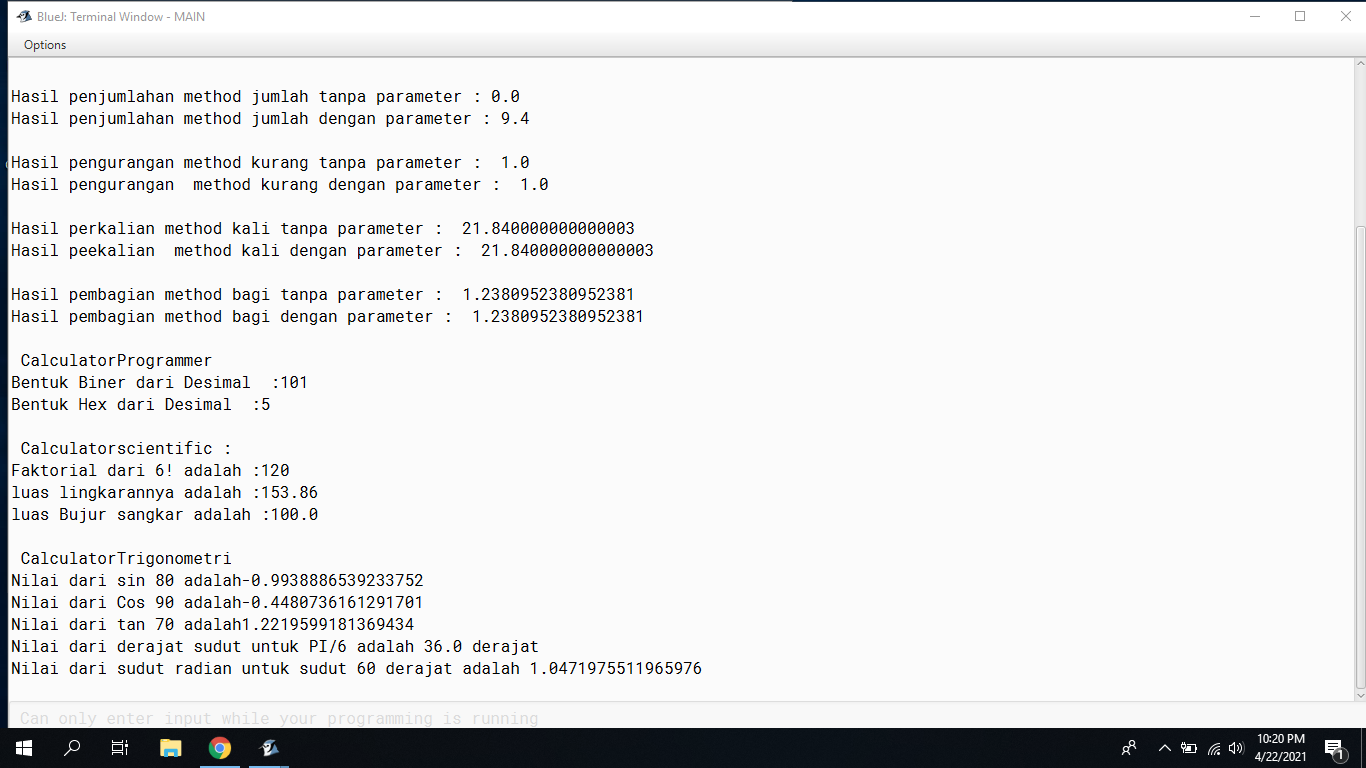 BlueJ: Terminal Window - MAIN
Options
Hasil penjumlahan method jumlah tanpa parameter : 0.0
Hasil penjumlahan method jumlah dengan parameter : 9.4
Hasil pengurangan method kurang tanpa parameter :  1.0
Hasil pengurangan  method kurang dengan parameter :  1.0
Hasil perkalian method kali tanpa parameter :  21.840000000000003
Hasil peekalian  method kali dengan parameter :  21.840000000000003
Hasil pembagian method bagi tanpa parameter :  1.2380952380952381
Hasil pembagian method bagi dengan parameter :  1.2380952380952381
CalculatorProgrammer
Bentuk Biner dari Desimal  :101
Bentuk Hex dari Desimal  :5
Calculatorscientific :
Faktorial dari 6! adalah :120
luas lingkarannya adalah :153.86
luas Bujur sangkar adalah :100.0
CalculatorTrigonometri
Nilai dari sin 80 adalah-0.9938886539233752
Nilai dari Cos 90 adalah-0.4480736161291701
Nilai dari tan 70 adalah1.2219599181369434
Nilai dari derajat sudut untuk PI/6 adalah 36.0 derajat
Nilai dari sudut radian untuk sudut 60 derajat adalah 1.0471975511965976
Can only enter input while your programming is running
10:20 PM
4/22/2021
1